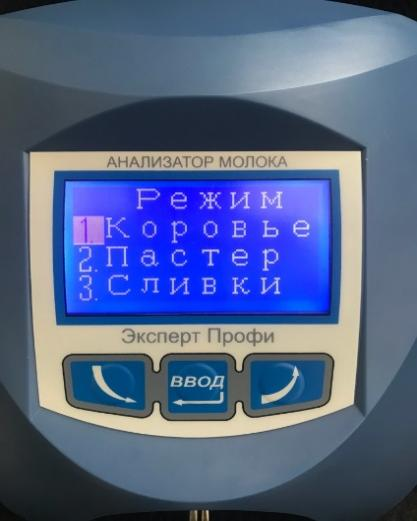 АНАЛИЗАТОР МОЛОКА
Режим
1. Коровье
2. Пастер
3. Сливки
Эксперт Профи
ВВОД